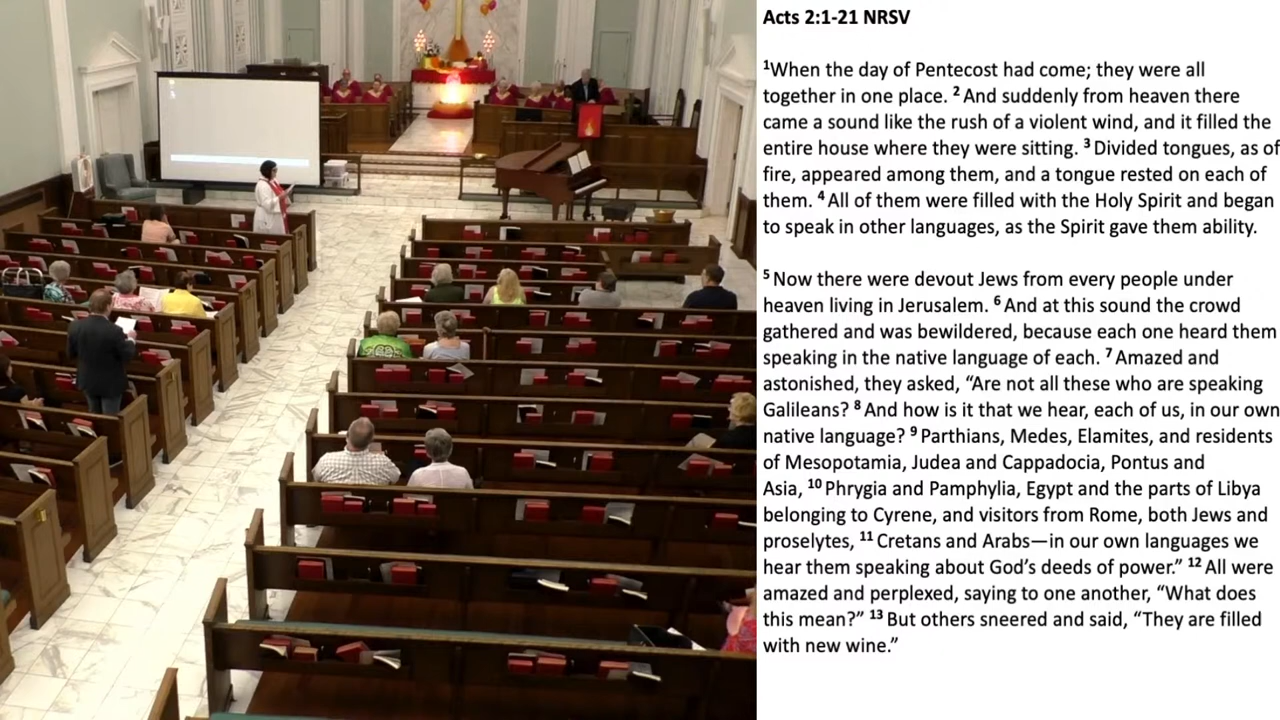 Acts 2:1-21 NRSV
¹When the day of Pentecost had come; they were all
together in one place. ² And suddenly from heaven there
came a sound like the rush of a violent wind, and it filled the
entire house where they were sitting. ³ Divided tongues, as of
fire, appeared among them, and a tongue rested on each of
them. ⁴ All of them were filled with the Holy Spirit and began
to speak in other languages, as the Spirit gave them ability.
⁵ Now there were devout Jews from every people under
heaven living in Jerusalem. ⁶ And at this sound the crowd
gathered and was bewildered, because each one heard them
speaking in the native language of each. ⁷ Amazed and
astonished, they asked, “Are not all these who are speaking
Galileans? ⁸ And how is it that we hear, each of us, in our own
native language? ⁹ Parthians, Medes, Elamites, and residents
of Mesopotamia, Judea and Cappadocia, Pontus and
Asia, ¹⁰ Phrygia and Pamphylia, Egypt and the parts of Libya
belonging to Cyrene, and visitors from Rome, both Jews and
proselytes, ¹¹ Cretans and Arabs—in our own languages we
hear them speaking about God’s deeds of power.” ¹² All were
amazed and perplexed, saying to one another, “What does
this mean?” ¹³ But others sneered and said, “They are filled
with new wine.”